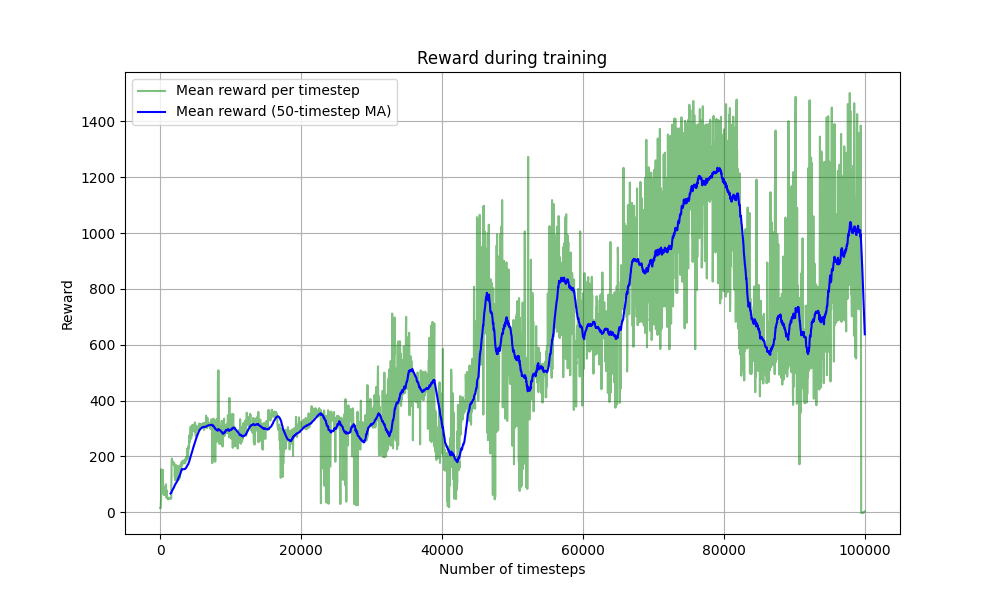 Reward during training
Mean reward per timestep
Mean reward (50-timestep MA)
Reward
1400
1200
1000
800
600
400
200
0
0 20000 40000 60000 80000 100000
Number of timesteps